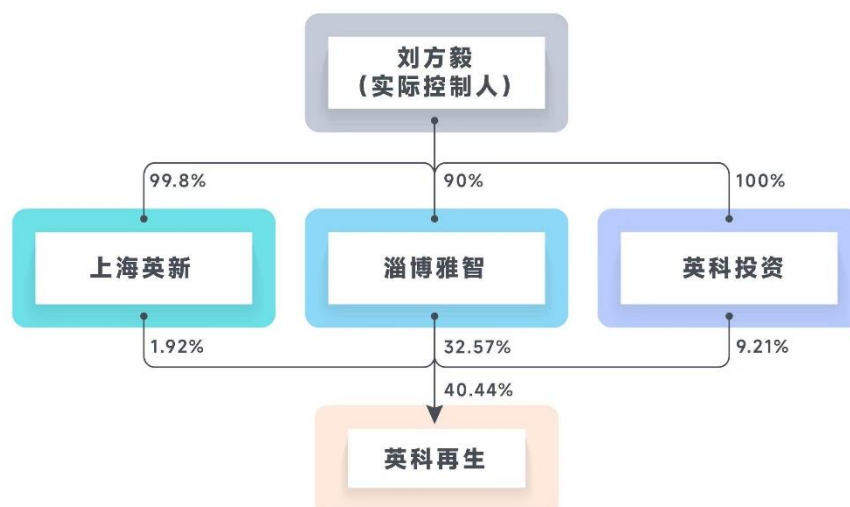 刘方毅
（实际控制人）
99.8%
90%
100%
上海英新
淄博雅智
英科投资
1.92%
32.57%
9.21%
40.44%
英科再生